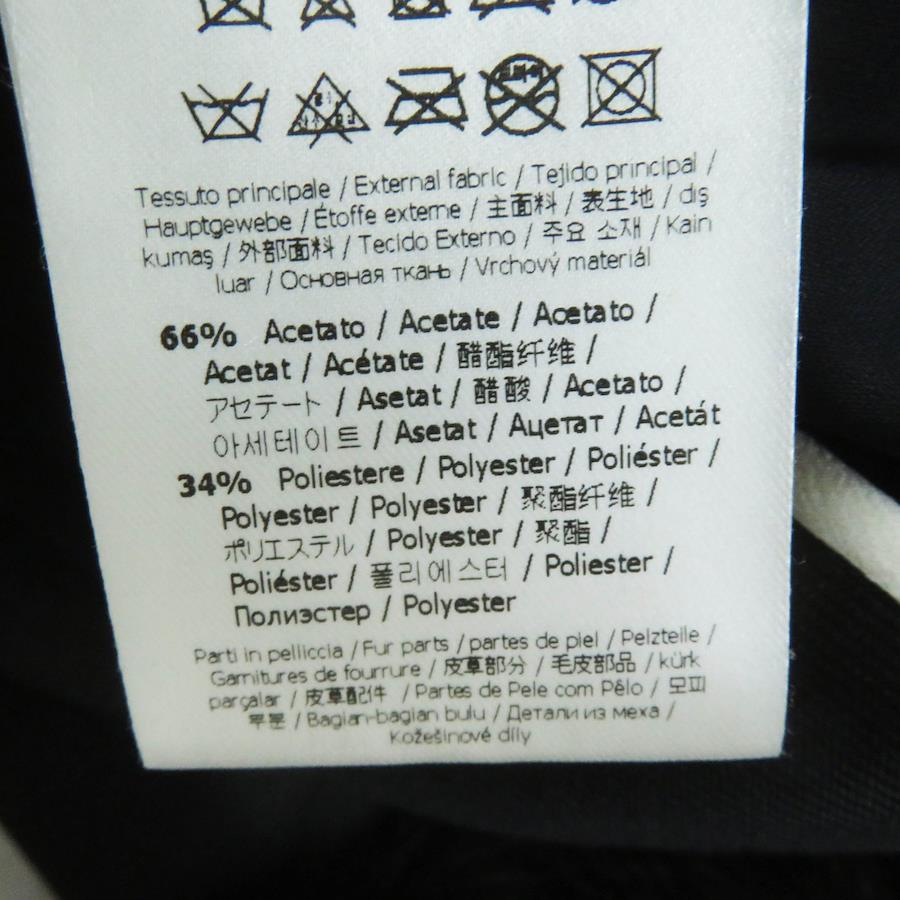 Tessuto principale / External fabric / Tejido principal /
Hauptgewebe / Étoffe externe / 主面料 / 表生地 / dış
kumaş / 外部面料 / Tecido Externo / 주요 소재 / Kain
luar / Основная ткань / Vrchový materiál
66% Acetato / Acetate / Acetato /
Acetat / Acétate / 醋酯纤维 /
アセテート / Asetat / 醋酸 / Acetato /
아세테이트 / Asetat / Ацетат / Acetát
34% Poliestere / Polyester / Poliéster /
Polyester / Polyester / 聚酯纤维 /
ポリエステル / Polyester / 聚酯 /
Poliéster / 폴리에스터 / Poliester /
Полиэстер / Polyester
Parti in pelliccia / Fur parts / partes de piel / Pelzteile /
Garnitures de fourrure / 皮草部分 / 毛皮部品 / kürk
parçalar / 皮草配件 / Partes de Pele com Pêlo / 모피
부분 / Bagian-bagian bulu / Детали из меха /
Kožešinové díly